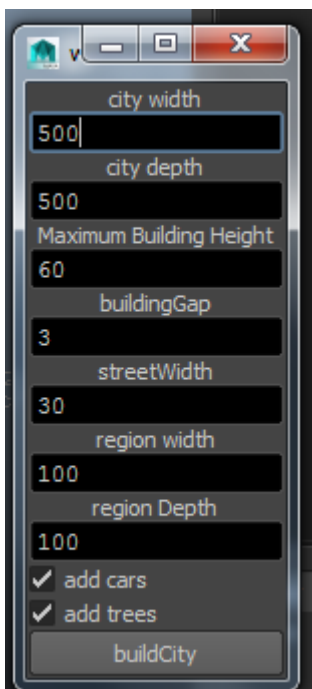 city width
500
city depth
500
Maximum Building Height
60
buildingGap
3
streetWidth
30
region width
100
region Depth
100
add cars
add trees
buildCity